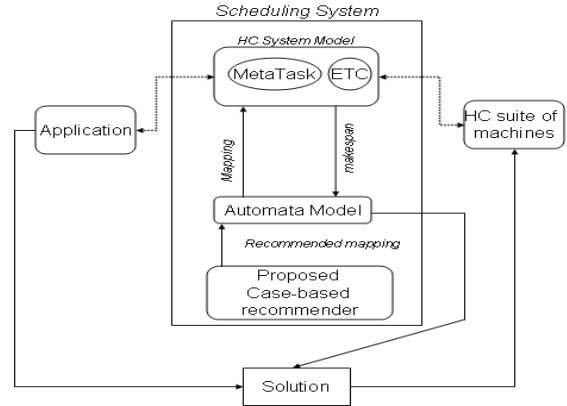 Scheduling System
HC System Model
MetaTask
ETC
Application
HC suite of
machines
Mapping
makespan
Automata Model
Recommended mapping
Proposed
Case-based
recommender
Solution